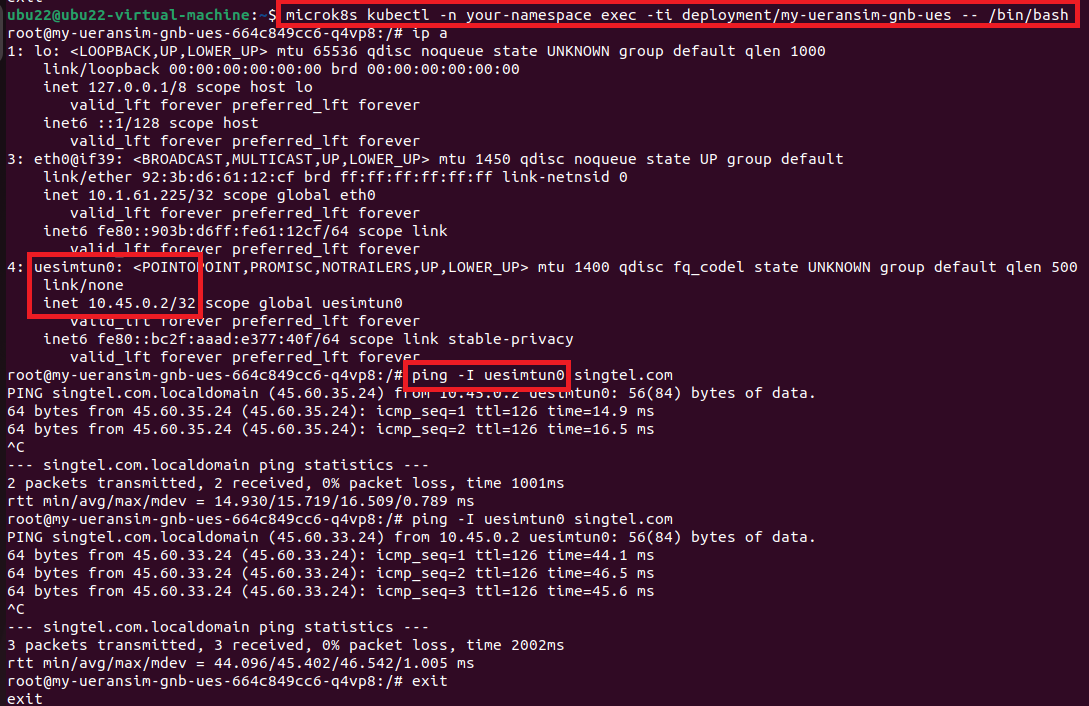 exit
ubu22@ubu22-virtual-machine:~$ microk8s kubectl -n your-namespace exec -ti deployment/my-ueransim-gnb-ues -- /bin/bash
root@my-ueransim-gnb-ues-664c849cc6-q4vp8:/# ip a
1: lo: <LOOPBACK,UP,LOWER_UP> mtu 65536 qdisc noqueue state UNKNOWN group default qlen 1000
    link/loopback 00:00:00:00:00:00 brd 00:00:00:00:00:00
    inet 127.0.0.1/8 scope host lo
       valid_lft forever preferred_lft forever
    inet6 ::1/128 scope host
       valid_lft forever preferred_lft forever
3: eth0@if39: <BROADCAST,MULTICAST,UP,LOWER_UP> mtu 1450 qdisc noqueue state UP group default
    link/ether 92:3b:d6:61:12:cf brd ff:ff:ff:ff:ff:ff link-netnsid 0
    inet 10.1.61.225/32 scope global eth0
       valid_lft forever preferred_lft forever
    inet6 fe80::903b:d6ff:fe61:12cf/64 scope link
       valid_lft forever preferred_lft forever
4: uesimtun0: <POINTOPOINT,PROMISC,NOTRAILERS,UP,LOWER_UP> mtu 1400 qdisc fq_codel state UNKNOWN group default qlen 500
    link/none
    inet 10.45.0.2/32 scope global uesimtun0
       valid_lft forever preferred_lft forever
    inet6 fe80::bc2f:aaad:e377:40f/64 scope link stable-privacy
       valid_lft forever preferred_lft forever
root@my-ueransim-gnb-ues-664c849cc6-q4vp8:/# ping -I uesimtun0 singtel.com
PING singtel.com.localdomain (45.60.35.24) from 10.45.0.2 uesimtun0: 56(84) bytes of data.
64 bytes from 45.60.35.24 (45.60.35.24): icmp_seq=1 ttl=126 time=14.9 ms
64 bytes from 45.60.35.24 (45.60.35.24): icmp_seq=2 ttl=126 time=16.5 ms
^C
--- singtel.com.localdomain ping statistics ---
2 packets transmitted, 2 received, 0% packet loss, time 1001ms
rtt min/avg/max/mdev = 14.930/15.719/16.509/0.789 ms
root@my-ueransim-gnb-ues-664c849cc6-q4vp8:/# ping -I uesimtun0 singtel.com
PING singtel.com.localdomain (45.60.33.24) from 10.45.0.2 uesimtun0: 56(84) bytes of data.
64 bytes from 45.60.33.24 (45.60.33.24): icmp_seq=1 ttl=126 time=44.1 ms
64 bytes from 45.60.33.24 (45.60.33.24): icmp_seq=2 ttl=126 time=46.5 ms
64 bytes from 45.60.33.24 (45.60.33.24): icmp_seq=3 ttl=126 time=45.6 ms
^C
--- singtel.com.localdomain ping statistics ---
3 packets transmitted, 3 received, 0% packet loss, time 2002ms
rtt min/avg/max/mdev = 44.096/45.402/46.542/1.005 ms
root@my-ueransim-gnb-ues-664c849cc6-q4vp8:/# exit
exit